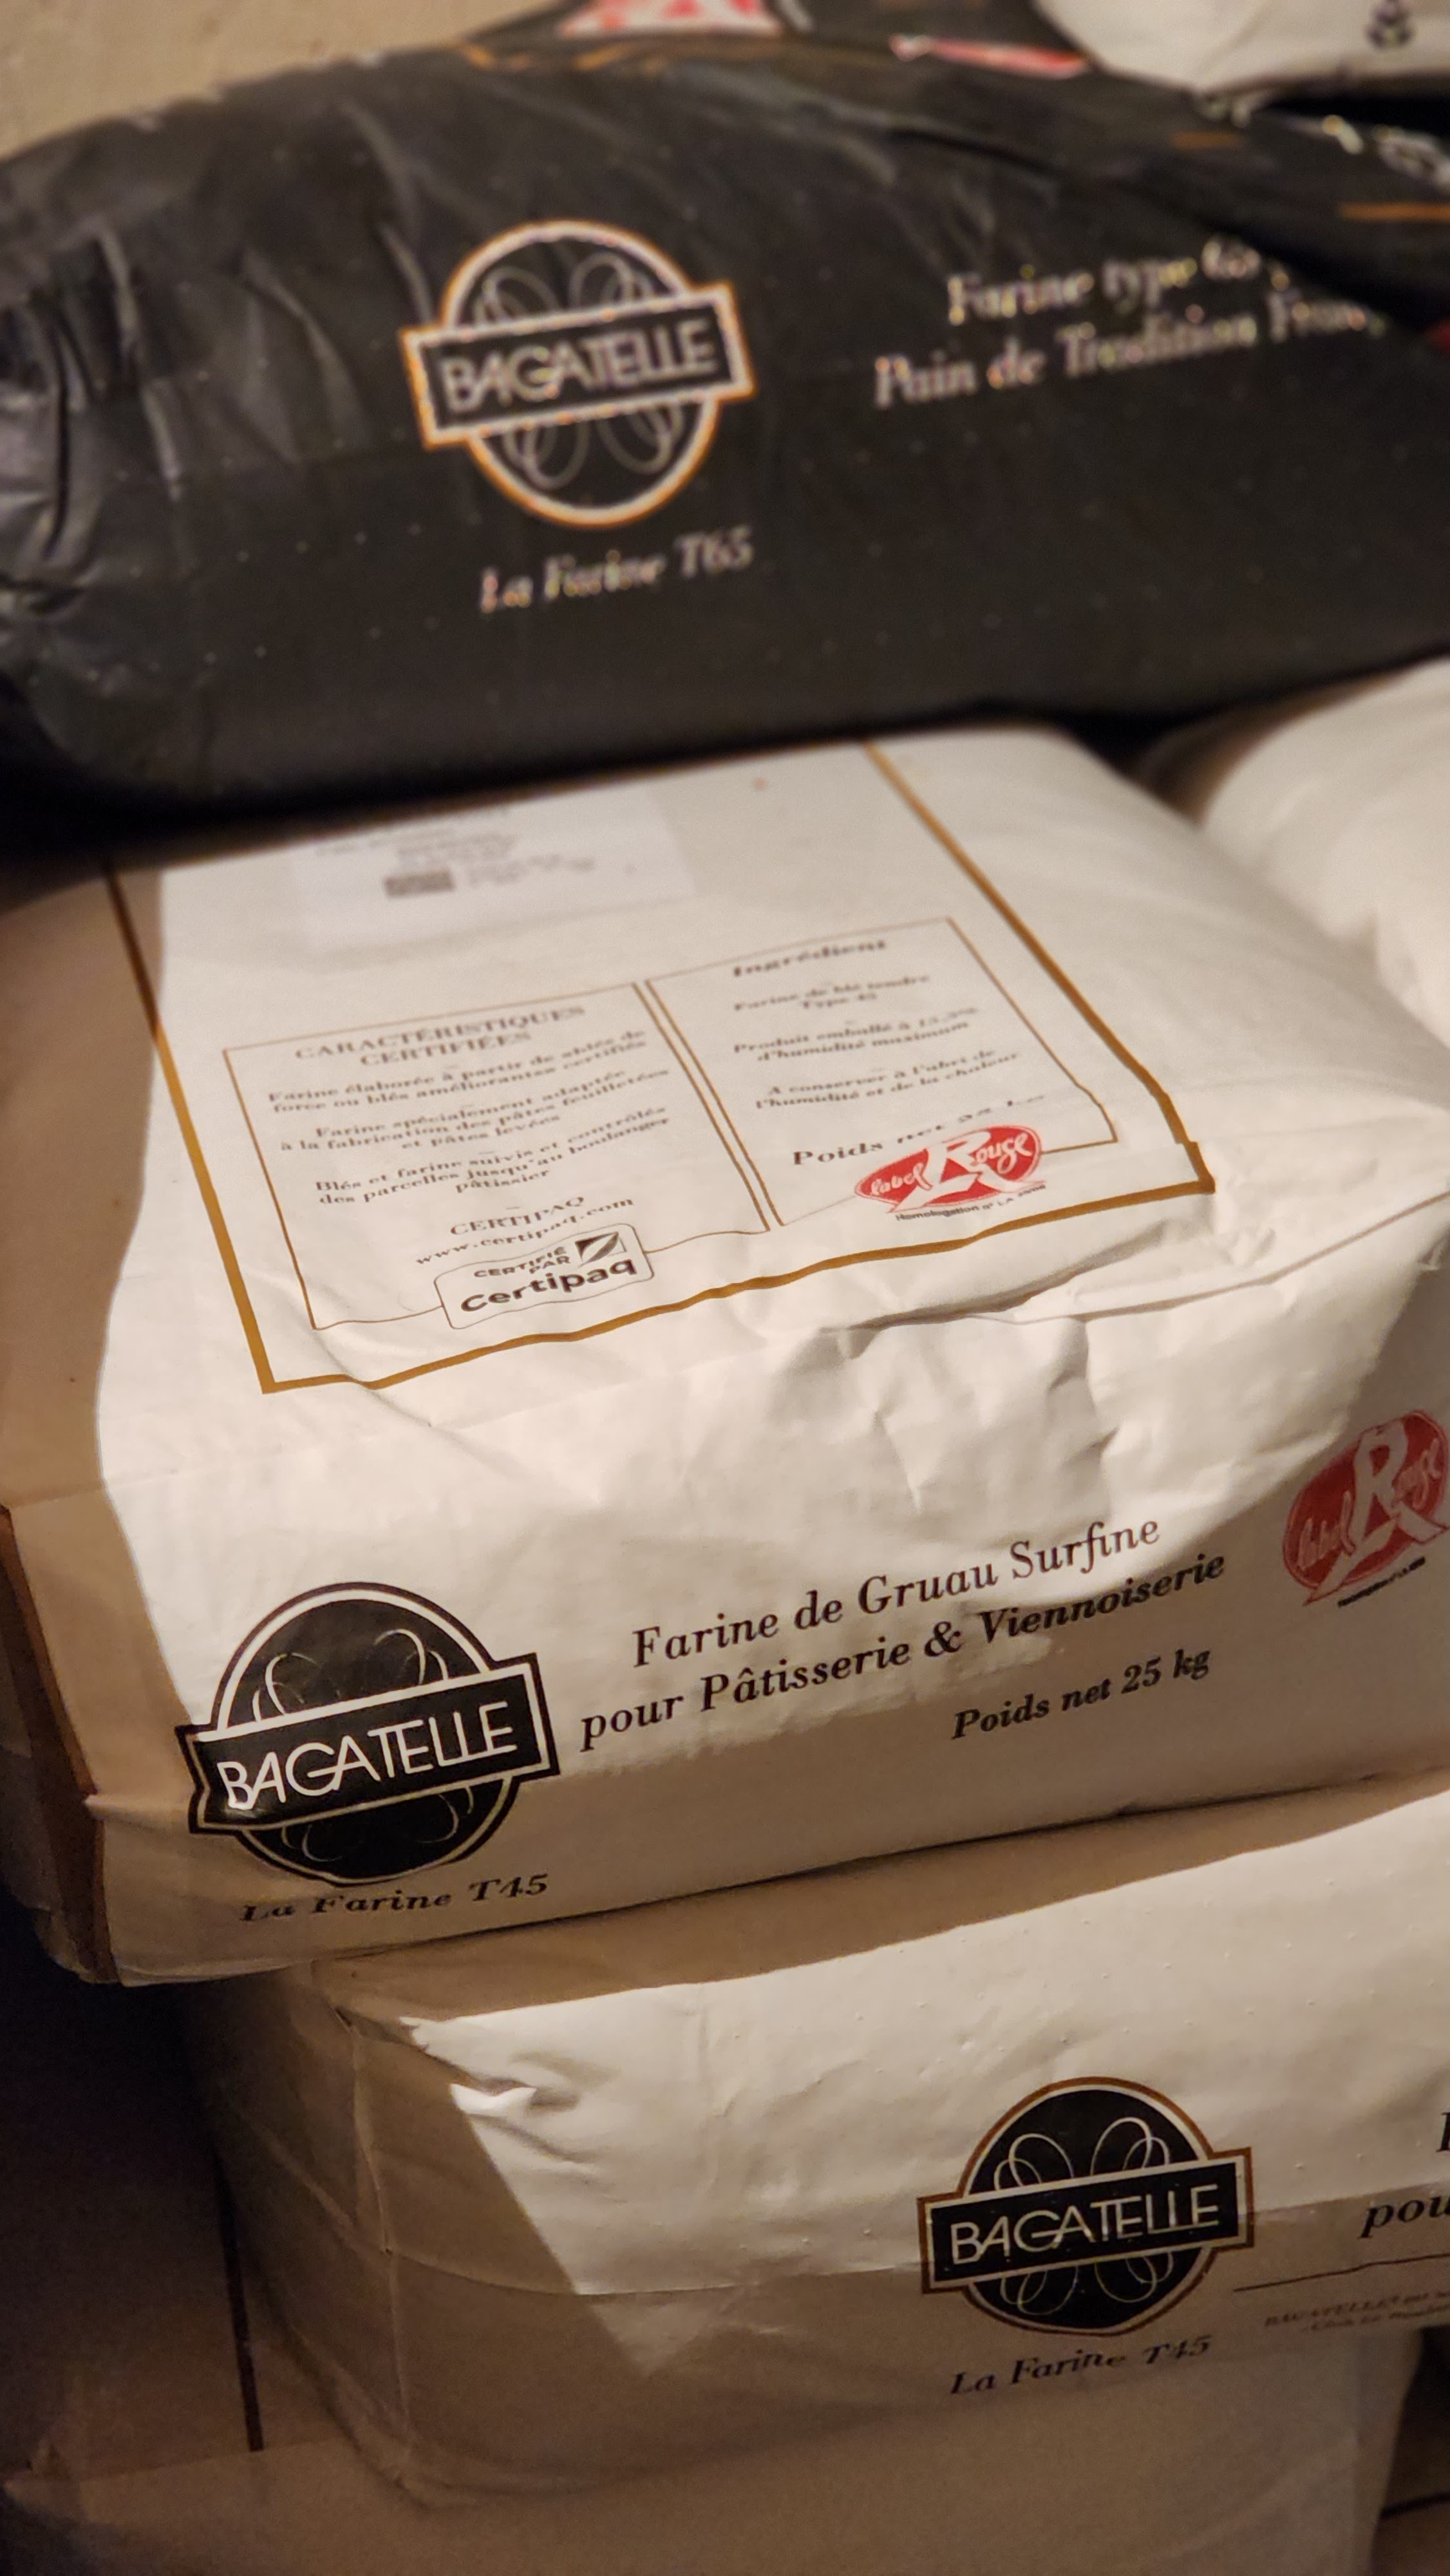 BAGATELLE
La Farine T65
Farine type 65
Pain de Tradition
CARACTÉRISTIQUES
CERTIFIÉES
Farine élaborée à partir de blés de
force ou blés améliorantes certifiés
Farine spécialement adaptée
à la fabrication des pâtes feuilletées
et pâtes levées
Blés et farine suivis et contrôlés
des parcelles jusqu'au boulanger
pâtissier
CERTIPAQ
www.certipaq.com
CERTIFIÉ
PAR
Certipaq
Ingrédient
Farine de blé tendre
Type 45
Produit emballé à
d'humidité maximum
A conserver à l'abri de
l'humidité et de la chaleur
Poids net 25 kg
label Rouge
Homologation n° LA
BAGATELLE
La Farine T45
Farine de Gruau Surfine
pour Pâtisserie & Viennoiserie
Poids net 25 kg
label Rouge
BAGATELLE
La Farine T45